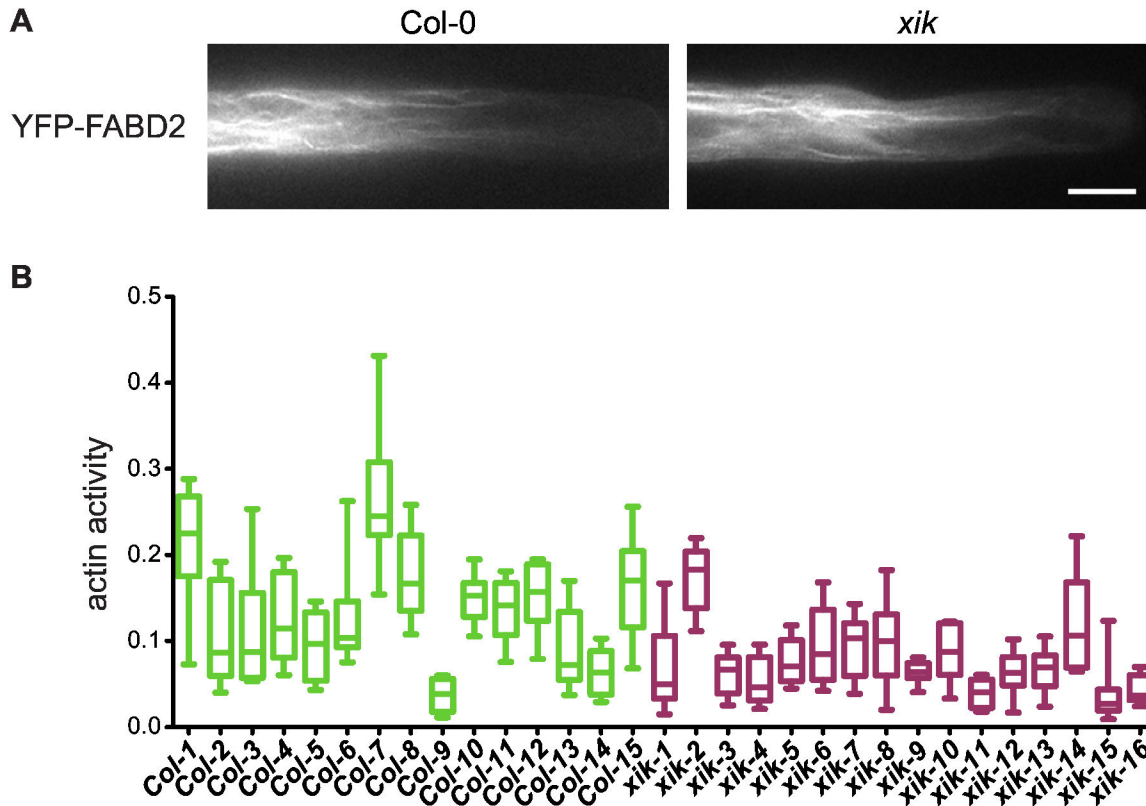 A
Col-0
xik
YFP-FABD2
B
0.5
0.4
0.3
0.2
0.1
0.0
actin activity
Col-1
Col-2
Col-3
Col-4
Col-5
Col-6
Col-7
Col-8
Col-9
Col-10
Col-11
Col-12
Col-13
Col-14
Col-15
xik-1
xik-2
xik-3
xik-4
xik-5
xik-6
xik-7
xik-8
xik-9
xik-10
xik-11
xik-12
xik-13
xik-14
xik-15
xik-16